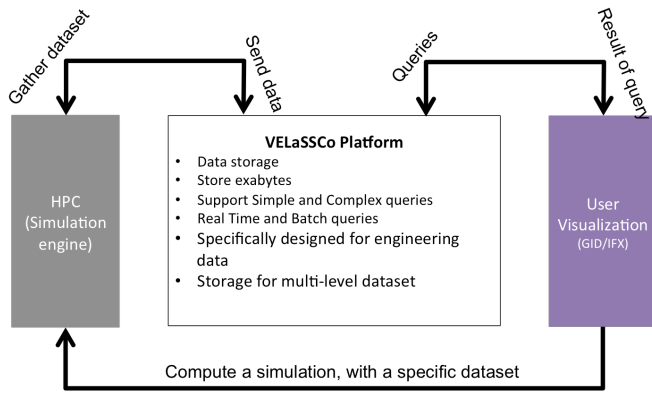 Gather dataset
Send data
Queries
Result of query
HPC
(Simulation
engine)
VELaSSCo Platform
• Data storage
• Store exabytes
• Support Simple and Complex queries
• Real Time and Batch queries
• Specifically designed for engineering
data
• Storage for multi-level dataset
User
Visualization
(GID/IFX)
Compute a simulation, with a specific dataset